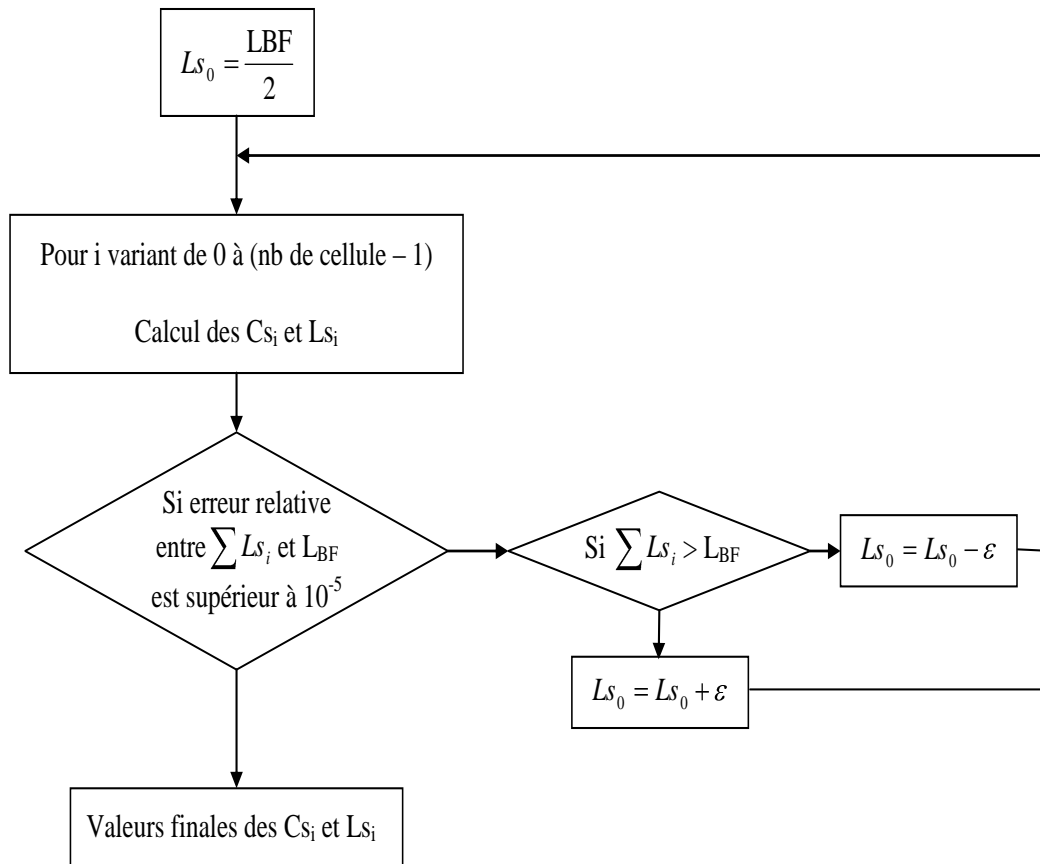 Ls₀ = LBF/2
Pour i variant de 0 à (nb de cellule – 1)
Calcul des Csᵢ et Lsᵢ
Si erreur relative
entre ∑ Lsᵢ et L_BF
est supérieur à 10⁻⁵
Si ∑ Lsᵢ > L_BF
Ls₀ = Ls₀ − ε
Ls₀ = Ls₀ + ε
Valeurs finales des Csᵢ et Lsᵢ